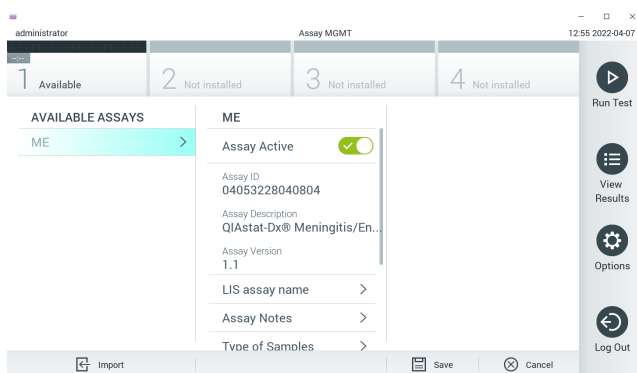 administrator
Assay MGMT
12:55 2022-04-07
--:--
1 Available
2 Not installed
3 Not installed
4 Not installed
Run Test
View
Results
Options
Log Out
AVAILABLE ASSAYS
ME
ME
Assay Active
Assay ID
04053228040804
Assay Description
QIAstat-Dx® Meningitis/En...
Assay Version
1.1
LIS assay name
Assay Notes
Type of Samples
Import
Save
Cancel